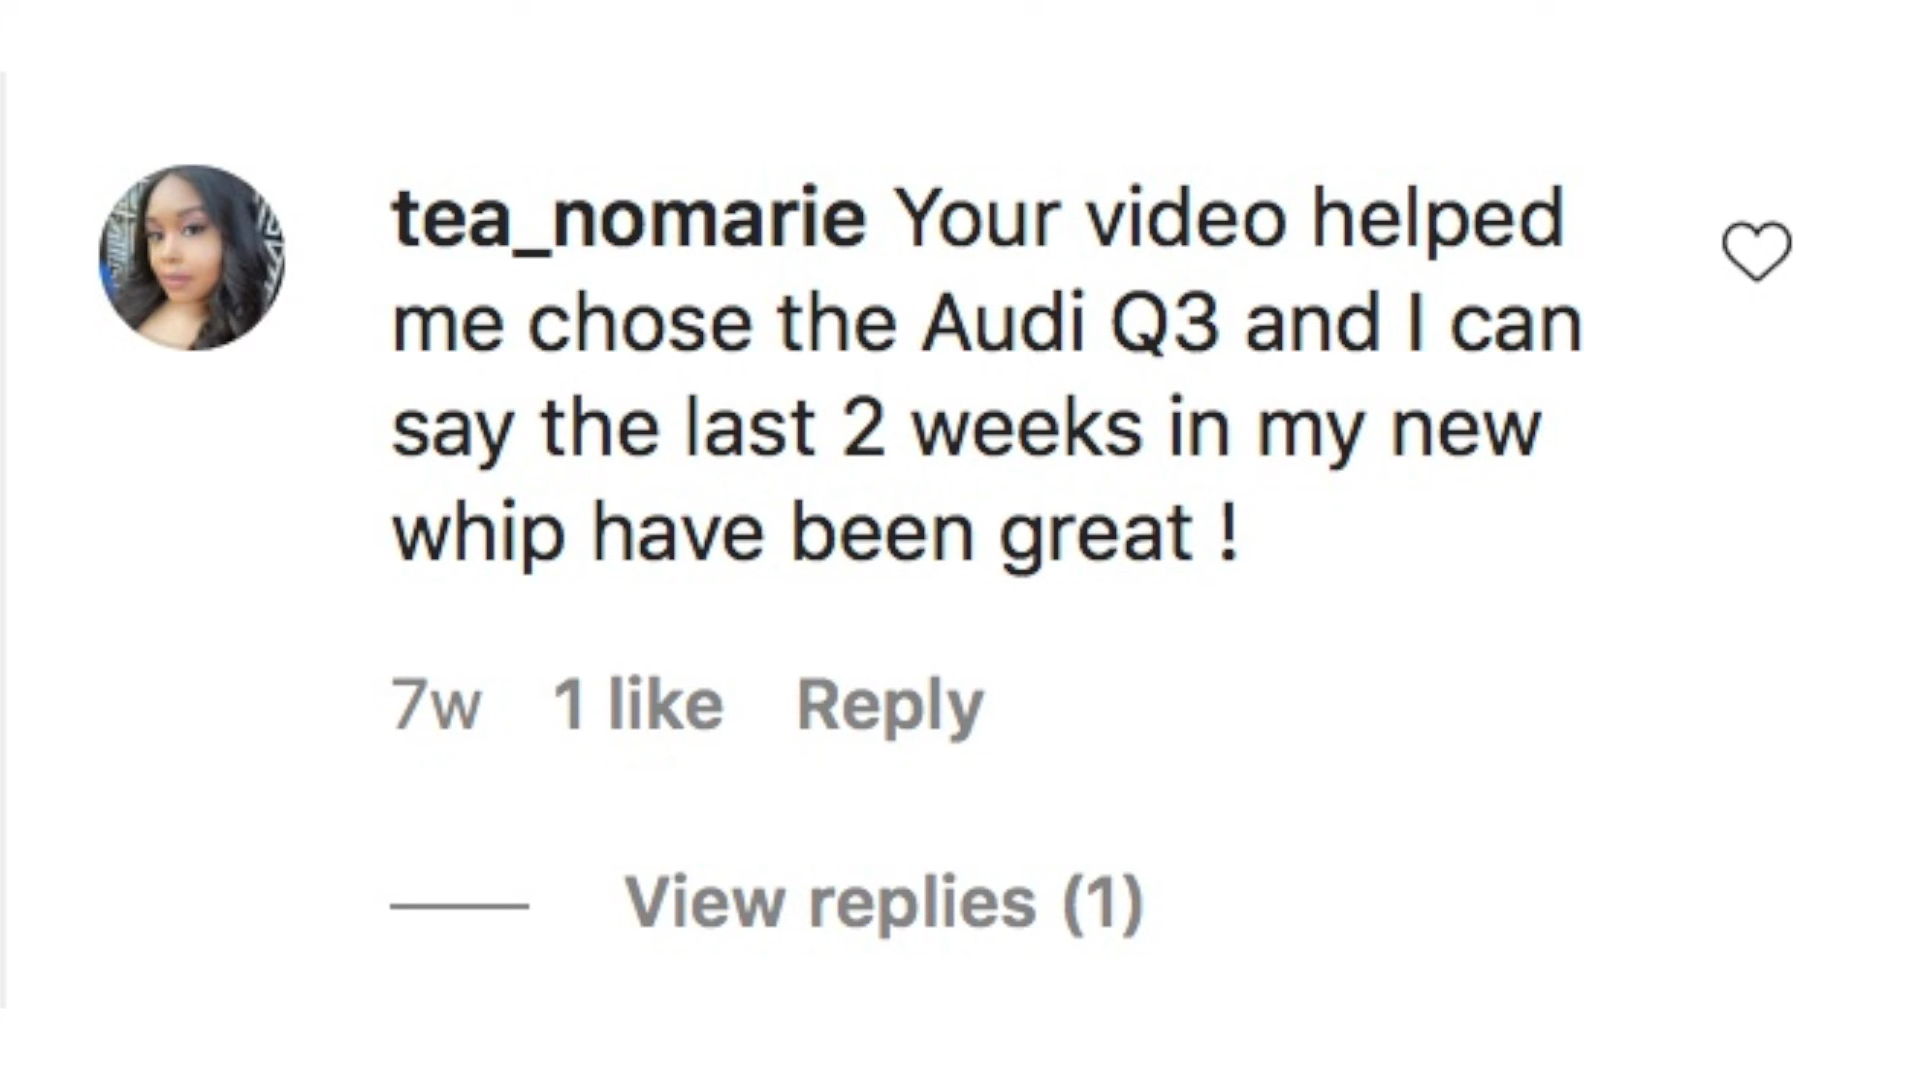 tea_nomarie Your video helped
me chose the Audi Q3 and I can
say the last 2 weeks in my new
whip have been great !
7w 1 like Reply
View replies (1)